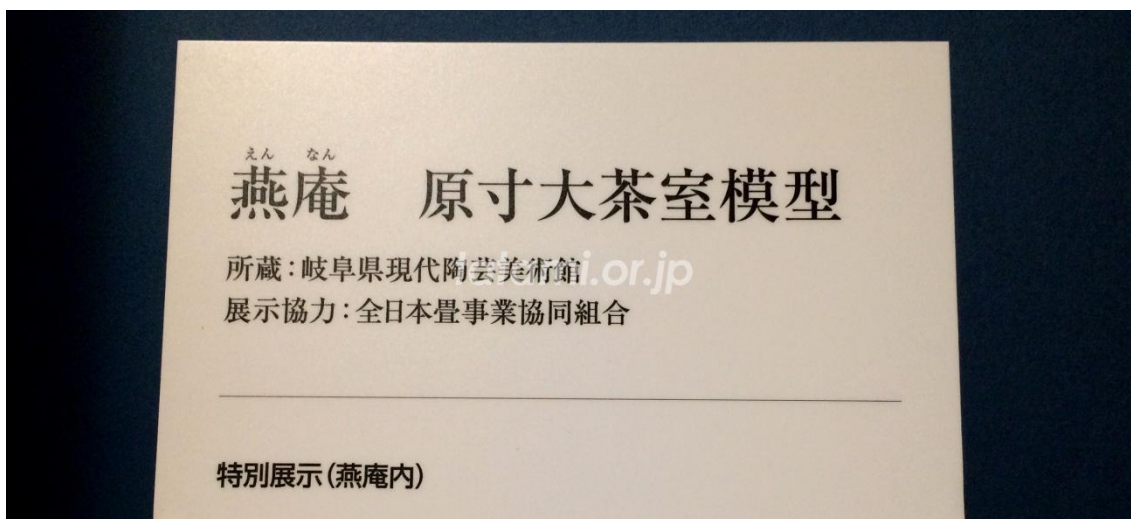 えん なん
燕庵　原寸大茶室模型
所蔵：岐阜県現代陶芸美術館
展示協力：全日本畳事業協同組合
特別展示（燕庵内）